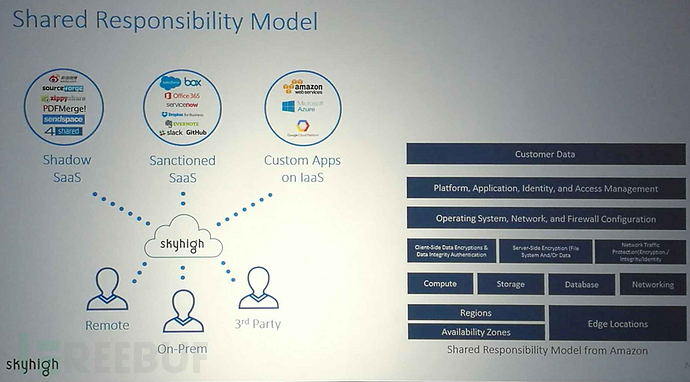 Shared Responsibility Model
sourceforge
zippyshare
PDFMerge!
sendspace
4shared
Shadow
SaaS
salesforce
box
Office 365
servicenow
Dropbox for Business
EVERNOTE
slack GitHub
Sanctioned
SaaS
amazon
web services
Microsoft
Azure
Google Cloud Platform
Custom Apps
on IaaS
skyhigh
Remote
On-Prem
3rd Party
Customer Data
Platform, Application, Identity, and Access Management
Operating System, Network, and Firewall Configuration
Client-Side Data Encryptions &
Data Integrity Authentication
Server-Side Encryption (File
System And/Or Data
Network Traffic
Protection(Encryption./
Integrity/Identity
Compute
Storage
Database
Networking
Regions
Availability Zones
Edge Locations
Shared Responsibility Model from Amazon
skyhigh
REEBUF